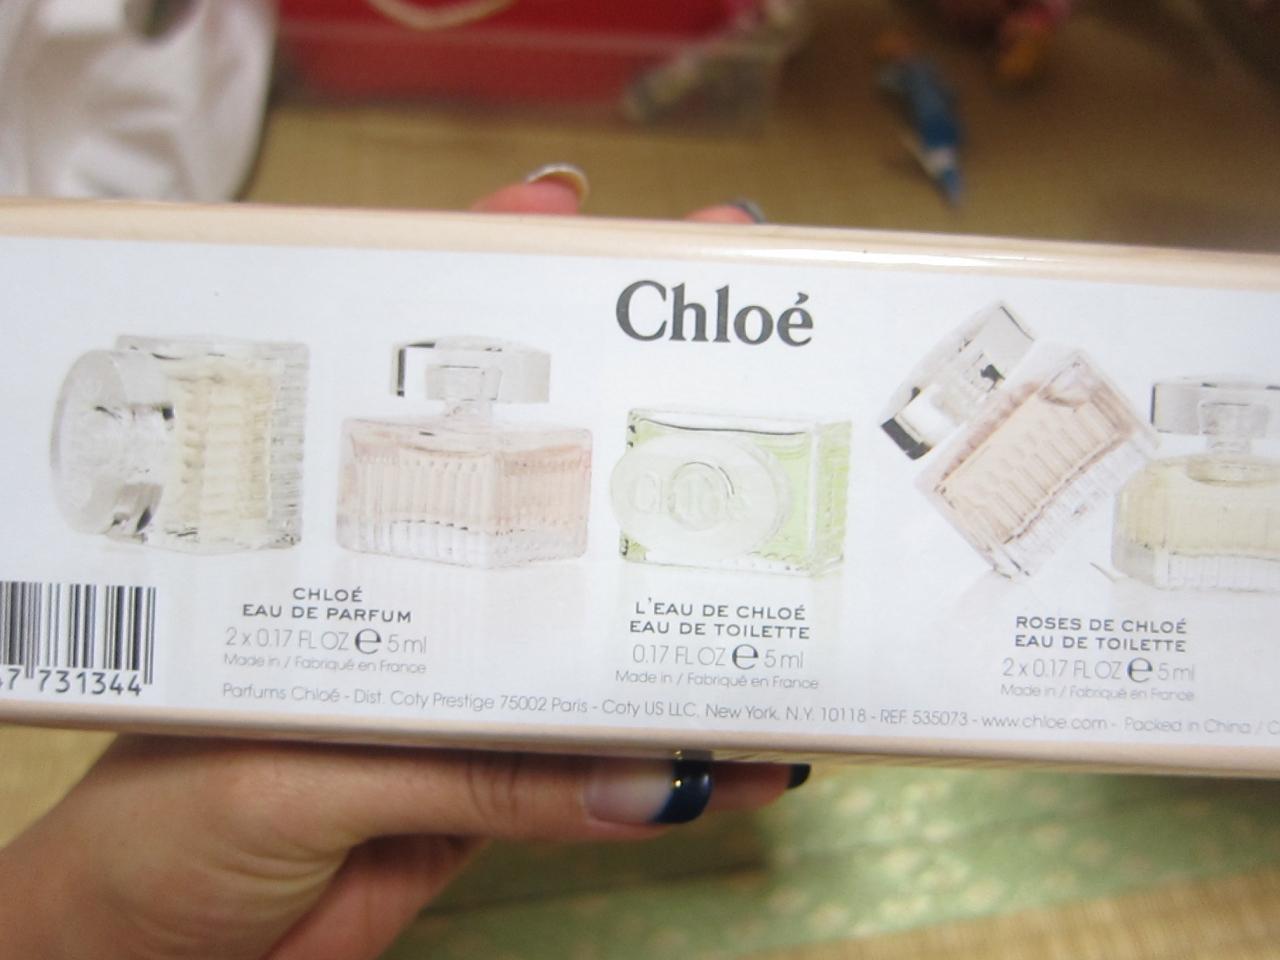 Chloé
CHLOÉ
EAU DE PARFUM
2 x 0.17 FL OZ ℮ 5 ml
Made in / Fabriqué en France
L'EAU DE CHLOÉ
EAU DE TOILETTE
0.17 FL OZ ℮ 5 ml
Made in / Fabriqué en France
ROSES DE CHLOÉ
EAU DE TOILETTE
2 x 0.17 FL OZ ℮ 5 ml
Made in / Fabriqué en France
7 731344
Parfums Chloé - Dist. Coty Prestige 75002 Paris - Coty US LLC. New York. N.Y. 10118 - REF. 535073 - www.chloe.com - Packed in China /
Chloé